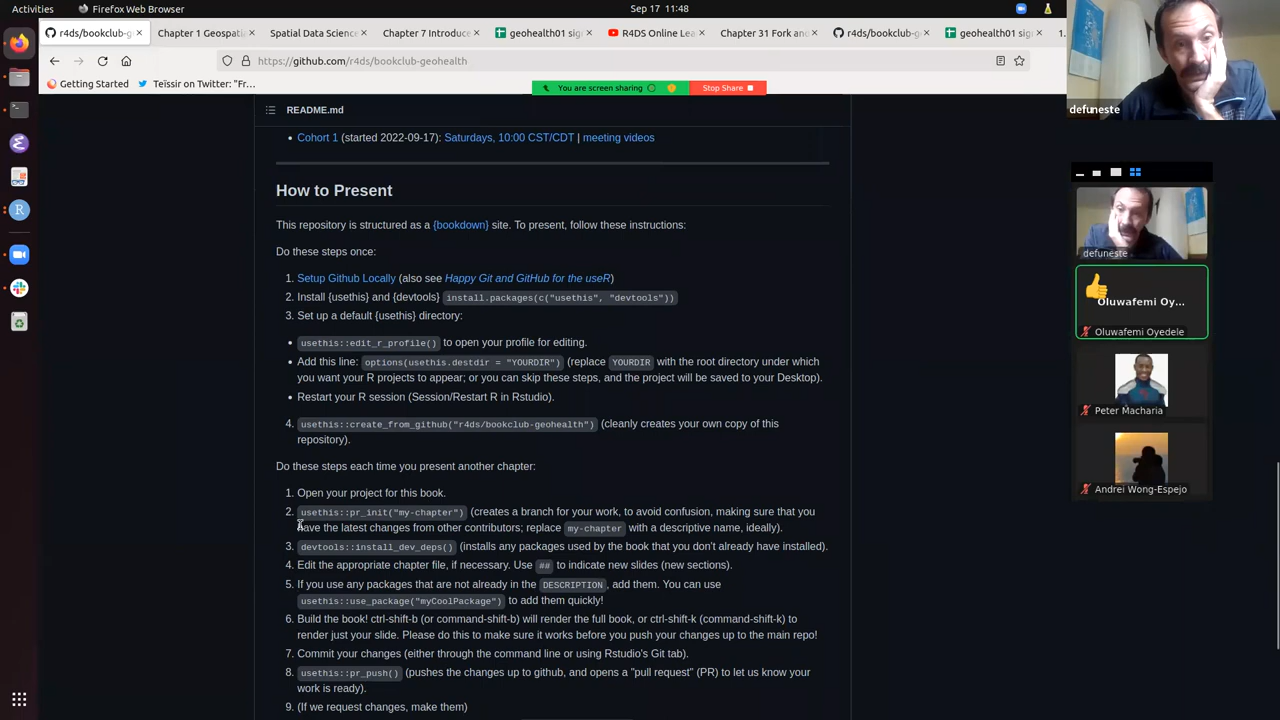 Activities
Firefox Web Browser
Sep 17 11:48
r4ds/bookclub-g
Chapter 1 Geospati
Spatial Data Scienc
Chapter 7 Introduce
geohealth01 sig
R4DS Online Lea
Chapter 31 Fork an
r4ds/bookclub-g
geohealth01 sig
1.
https://github.com/r4ds/bookclub-geohealth
Getting Started
Teïssir on Twitter: "Fr…
You are screen sharing
Stop Share
defuneste
README.md
Cohort 1 (started 2022-09-17): Saturdays, 10:00 CST/CDT | meeting videos
How to Present
This repository is structured as a {bookdown} site. To present, follow these instructions:
Do these steps once:
1. Setup Github Locally (also see Happy Git and GitHub for the useR)
2. Install {usethis} and {devtools} install.packages(c("usethis", "devtools"))
3. Set up a default {usethis} directory:
usethis::edit_r_profile() to open your profile for editing.
Add this line: options(usethis.destdir = "YOURDIR") (replace YOURDIR with the root directory under which
you want your R projects to appear; or you can skip these steps, and the project will be saved to your Desktop).
Restart your R session (Session/Restart R in Rstudio).
4. usethis::create_from_github("r4ds/bookclub-geohealth") (cleanly creates your own copy of this
repository).
Do these steps each time you present another chapter:
1. Open your project for this book.
2. usethis::pr_init("my-chapter") (creates a branch for your work, to avoid confusion, making sure that you
have the latest changes from other contributors; replace my-chapter with a descriptive name, ideally).
3. devtools::install_dev_deps() (installs any packages used by the book that you don't already have installed).
4. Edit the appropriate chapter file, if necessary. Use ## to indicate new slides (new sections).
5. If you use any packages that are not already in the DESCRIPTION, add them. You can use
usethis::use_package("myCoolPackage") to add them quickly!
6. Build the book! ctrl-shift-b (or command-shift-b) will render the full book, or ctrl-shift-k (command-shift-k) to
render just your slide. Please do this to make sure it works before you push your changes up to the main repo!
7. Commit your changes (either through the command line or using Rstudio's Git tab).
8. usethis::pr_push() (pushes the changes up to github, and opens a "pull request" (PR) to let us know your
work is ready).
9. (If we request changes, make them)
defuneste
Oluwafemi Oy...
Oluwafemi Oyedele
Peter Macharia
Andrei Wong-Espejo